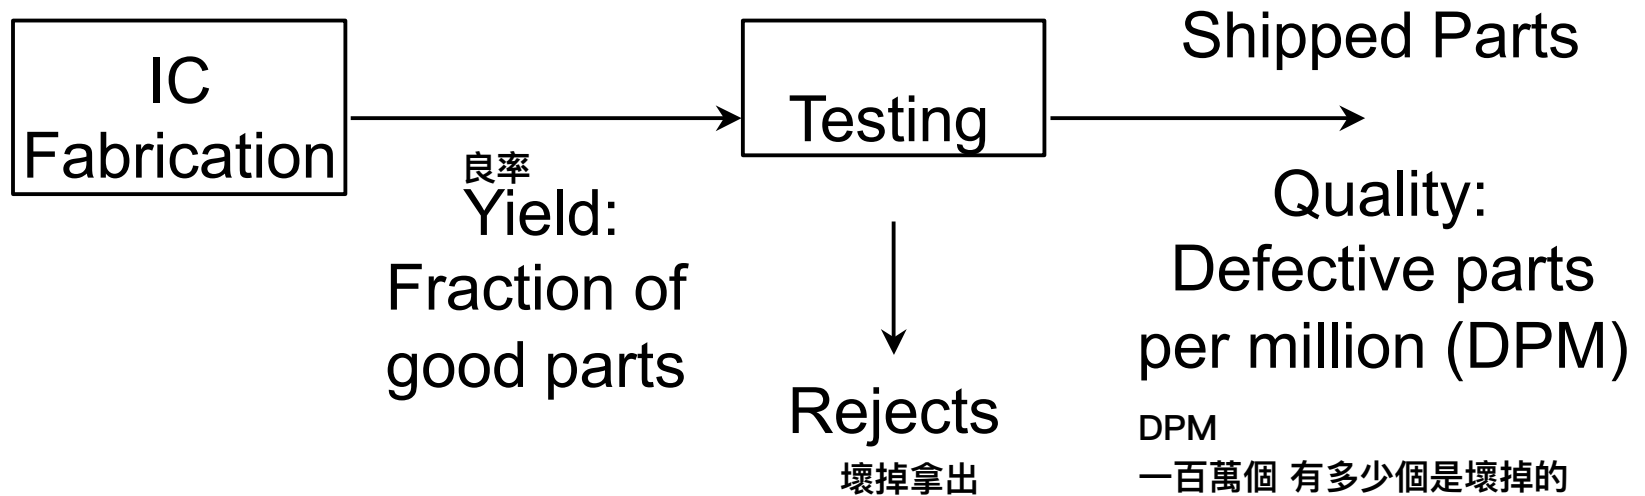 IC
Fabrication
良率
Yield:
Fraction of
good parts
Testing
Rejects
壞掉拿出
Shipped Parts
Quality:
Defective parts
per million (DPM)
DPM
一百萬個 有多少個是壞掉的